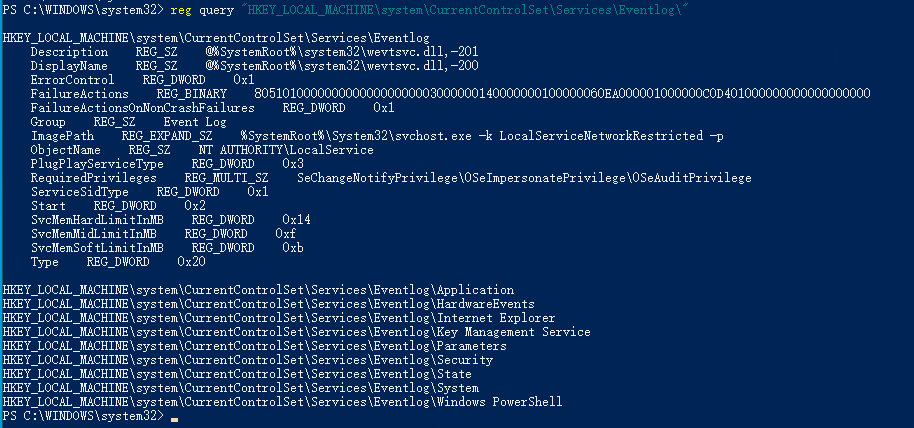 PS C:\WINDOWS\system32> reg query "HKEY_LOCAL_MACHINE\system\CurrentControlSet\Services\Eventlog\"
HKEY_LOCAL_MACHINE\system\CurrentControlSet\Services\Eventlog
Description REG_SZ @%SystemRoot%\system32\wevtsvc.dll,-201
DisplayName REG_SZ @%SystemRoot%\system32\wevtsvc.dll,-200
ErrorControl REG_DWORD 0x1
FailureActions REG_BINARY 80510100000000000000000003000000140000000100000060EA000001000000C0D401000000000000000000
FailureActionsOnNonCrashFailures REG_DWORD 0x1
Group REG_SZ Event Log
ImagePath REG_EXPAND_SZ %SystemRoot%\System32\svchost.exe -k LocalServiceNetworkRestricted -p
ObjectName REG_SZ NT AUTHORITY\LocalService
PlugPlayServiceType REG_DWORD 0x3
RequiredPrivileges REG_MULTI_SZ SeChangeNotifyPrivilege\0SeImpersonatePrivilege\0SeAuditPrivilege
ServiceSidType REG_DWORD 0x1
Start REG_DWORD 0x2
SvcMemHardLimitInMB REG_DWORD 0x14
SvcMemMidLimitInMB REG_DWORD 0xf
SvcMemSoftLimitInMB REG_DWORD 0xb
Type REG_DWORD 0x20
HKEY_LOCAL_MACHINE\system\CurrentControlSet\Services\Eventlog\Application
HKEY_LOCAL_MACHINE\system\CurrentControlSet\Services\Eventlog\HardwareEvents
HKEY_LOCAL_MACHINE\system\CurrentControlSet\Services\Eventlog\Internet Explorer
HKEY_LOCAL_MACHINE\system\CurrentControlSet\Services\Eventlog\Key Management Service
HKEY_LOCAL_MACHINE\system\CurrentControlSet\Services\Eventlog\Parameters
HKEY_LOCAL_MACHINE\system\CurrentControlSet\Services\Eventlog\Security
HKEY_LOCAL_MACHINE\system\CurrentControlSet\Services\Eventlog\State
HKEY_LOCAL_MACHINE\system\CurrentControlSet\Services\Eventlog\System
HKEY_LOCAL_MACHINE\system\CurrentControlSet\Services\Eventlog\Windows PowerShell
PS C:\WINDOWS\system32>